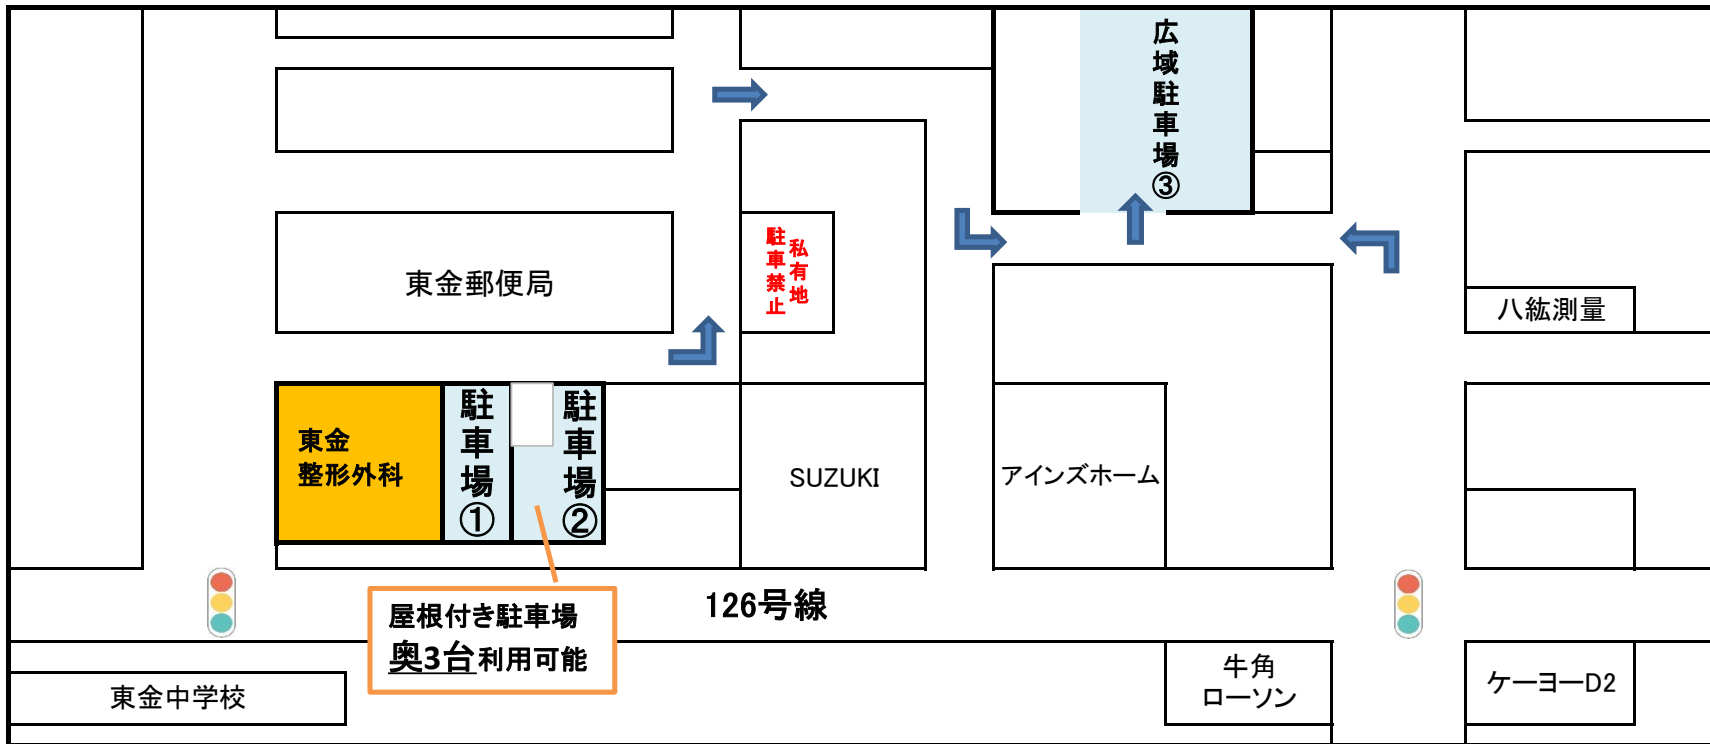 広域駐車場③
私有地
駐車禁止
東金郵便局
八紘測量
東金
整形外科
駐車場①
駐車場②
SUZUKI
アインズホーム
126号線
屋根付き駐車場
奥3台利用可能
東金中学校
牛角
ローソン
ケーヨーD2